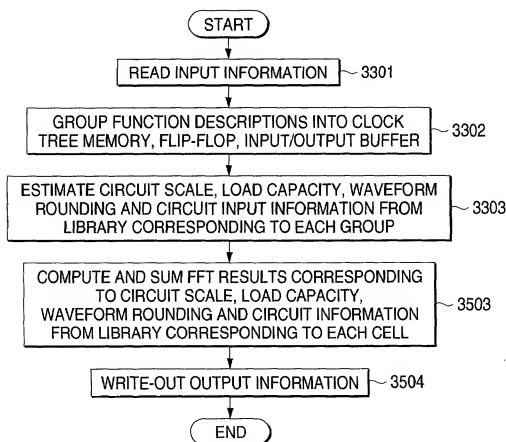 START
READ INPUT INFORMATION
3301
GROUP FUNCTION DESCRIPTIONS INTO CLOCK
TREE MEMORY, FLIP-FLOP, INPUT/OUTPUT BUFFER
3302
ESTIMATE CIRCUIT SCALE, LOAD CAPACITY, WAVEFORM
ROUNDING AND CIRCUIT INPUT INFORMATION FROM
LIBRARY CORRESPONDING TO EACH GROUP
3303
COMPUTE AND SUM FFT RESULTS CORRESPONDING
TO CIRCUIT SCALE, LOAD CAPACITY,
WAVEFORM ROUNDING AND CIRCUIT INFORMATION
FROM LIBRARY CORRESPONDING TO EACH CELL
3503
WRITE-OUT OUTPUT INFORMATION
3504
END